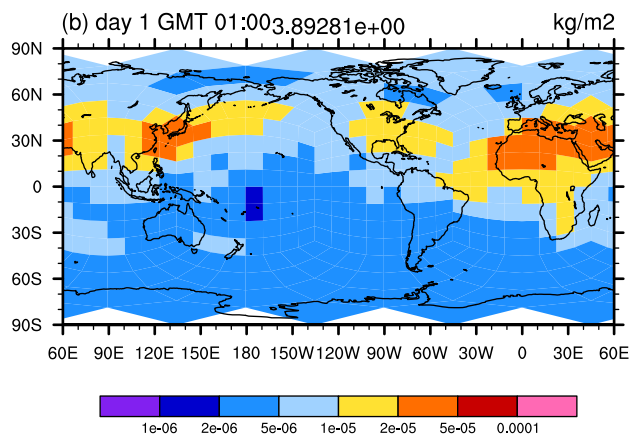 (b) day 1 GMT 01:00 3.89281e+00 kg/m2
90N
60N
30N
0
30S
60S
90S
60E 90E 120E 150E 180 150W 120W 90W 60W 30W 0 30E 60E
1e-06 2e-06 5e-06 1e-05 2e-05 5e-05 0.0001